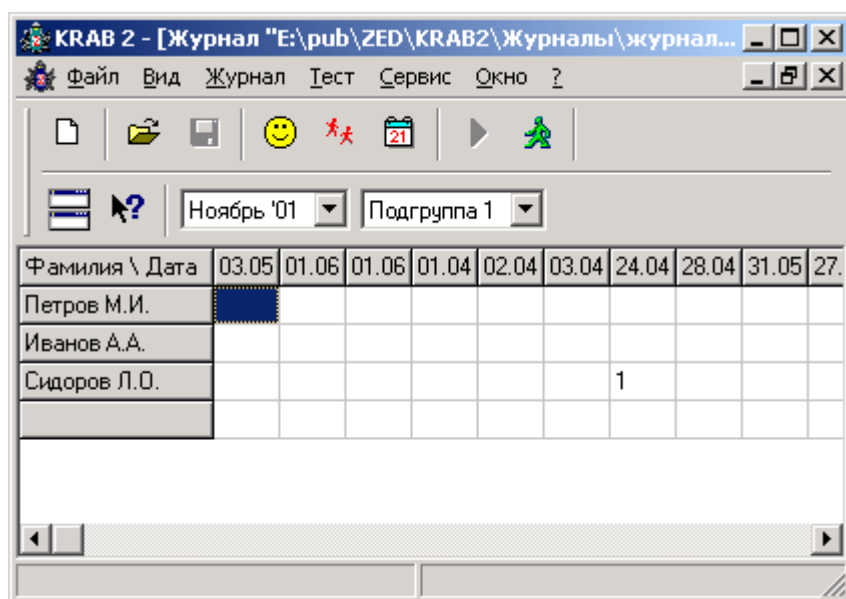 KRAB 2 - [Журнал "E:\pub\ZED\KRAB2\Журналы\журнал...
Файл Вид Журнал Тест Сервис Окно ?
21
? Ноябрь '01 Подгруппа 1
Фамилия \ Дата 03.05 01.06 01.06 01.04 02.04 03.04 24.04 28.04 31.05 27.
Петров М.И.
Иванов А.А.
Сидоров Л.О. 1